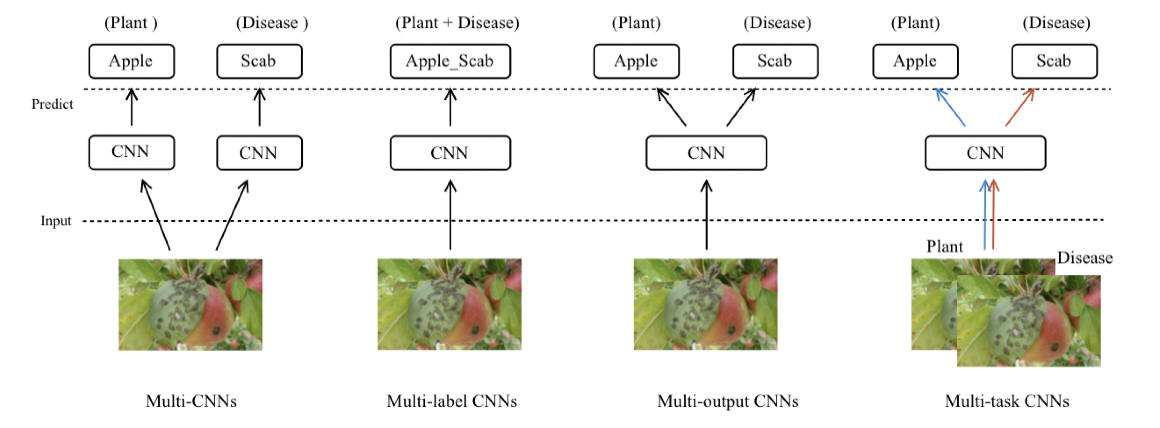 (Plant ) (Disease ) (Plant + Disease) (Plant) (Disease) (Plant) (Disease)
Apple Scab Apple_Scab Apple Scab Apple Scab
Predict
CNN CNN CNN CNN CNN
Input
Plant
Disease
Multi-CNNs Multi-label CNNs Multi-output CNNs Multi-task CNNs